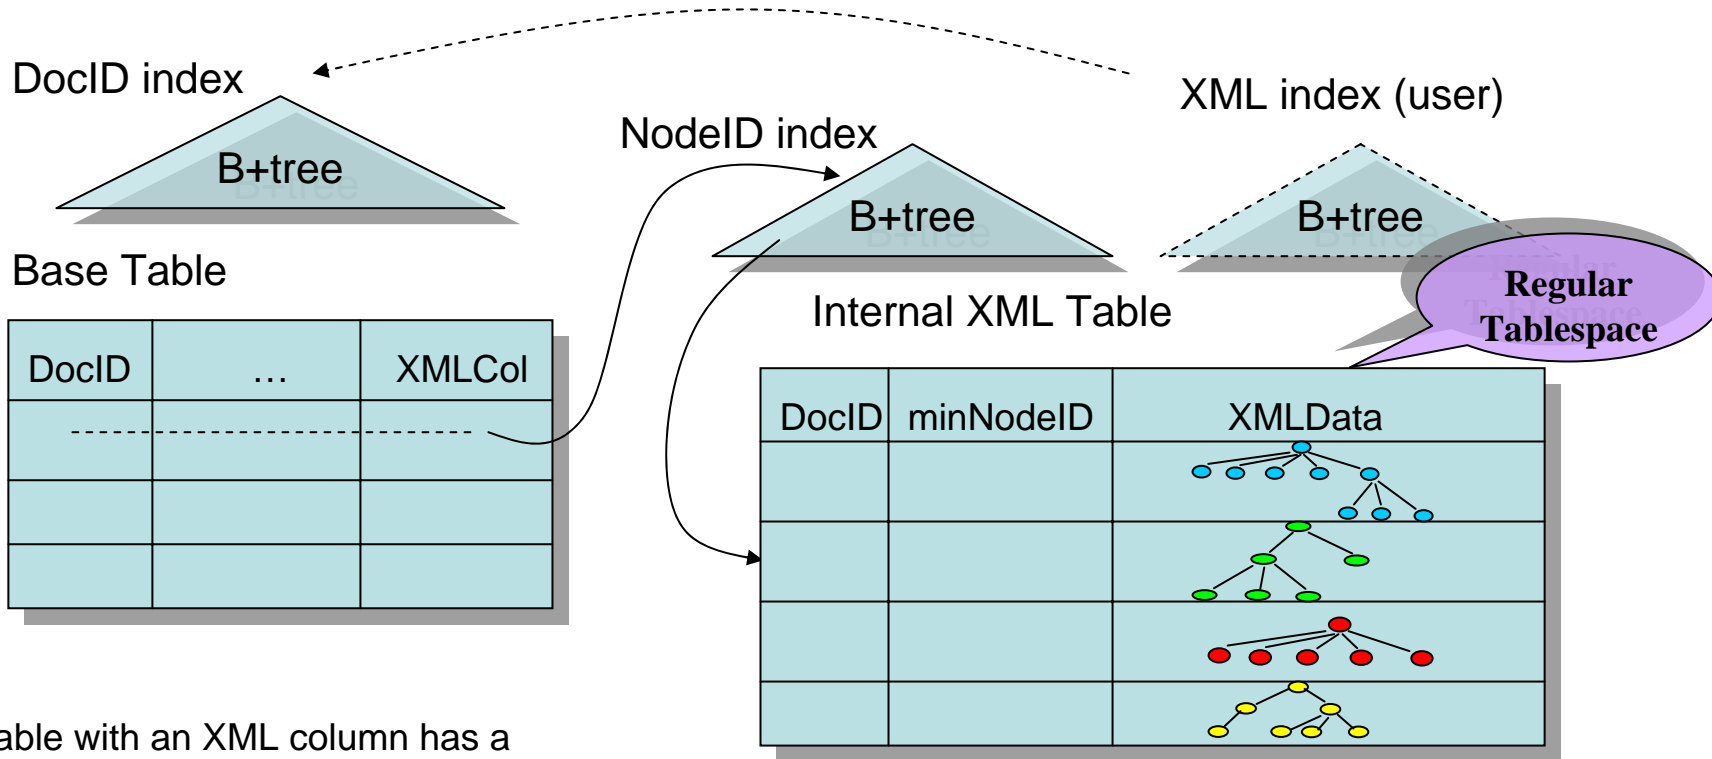 DocID index
XML index (user)
NodeID index
B+tree
B+tree
B+tree
Base Table
Regular
Tablespace
Internal XML Table
DocID … XMLCol
DocID minNodeID XMLData
able with an XML column has a